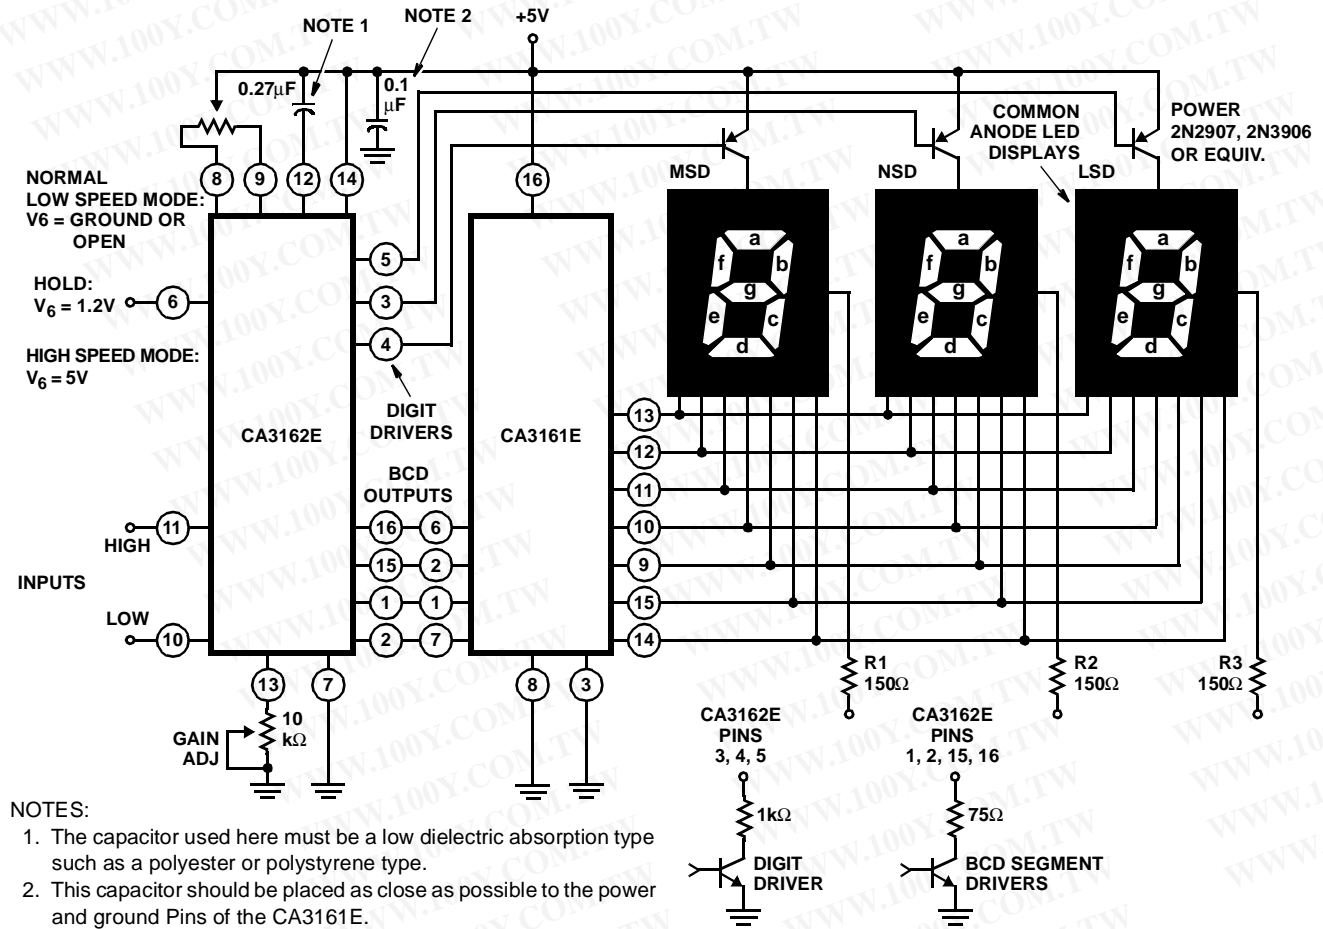 NOTE 1
NOTE 2
+5V
0.27µF
0.1
µF
8
9
12
14
16
NORMAL
LOW SPEED MODE:
V6 = GROUND OR
OPEN
HOLD:
V6 = 1.2V
6
HIGH SPEED MODE:
V6 = 5V
5
3
4
DIGIT
DRIVERS
CA3162E
CA3161E
BCD
OUTPUTS
MSD
NSD
LSD
COMMON
ANODE LED
DISPLAYS
POWER
2N2907, 2N3906
OR EQUIV.
a
f b
g
e c
d
a
f b
g
e c
d
a
f b
g
e c
d
13
12
11
10
9
15
14
11
HIGH
INPUTS
LOW
10
16 6
15 2
1 1
2 7
13
7
8
3
GAIN
ADJ
10
kΩ
R1
150Ω
R2
150Ω
R3
150Ω
CA3162E
PINS
3, 4, 5
1kΩ
DIGIT
DRIVER
CA3162E
PINS
1, 2, 15, 16
75Ω
BCD SEGMENT
DRIVERS
NOTES:
1. The capacitor used here must be a low dielectric absorption type
such as a polyester or polystyrene type.
2. This capacitor should be placed as close as possible to the power
and ground Pins of the CA3161E.
WWW.100Y.COM.TW